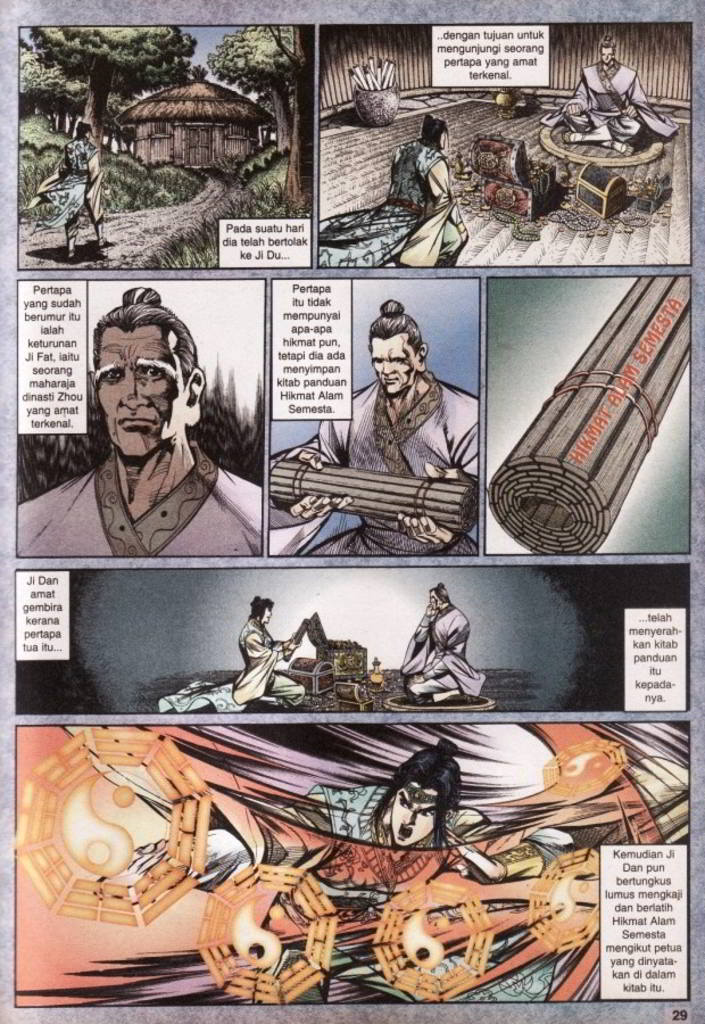 Pada suatu hari
dia telah bertolak
ke Ji Du...
..dengan tujuan untuk
mengunjungi seorang
pertapa yang amat
terkenal.
Pertapa
yang sudah
berumur itu
ialah
keturunan
Ji Fat, iaitu
seorang
maharaja
dinasti Zhou
yang amat
terkenal.
Pertapa
itu tidak
mempunyai
apa-apa
hikmat pun,
tetapi dia ada
menyimpan
kitab panduan
Hikmat Alam
Semesta.
HIKMAT ALAM SEMESTA
Ji Dan
amat
gembira
kerana
pertapa
tua itu...
...telah
menyerah-
kan kitab
panduan
itu
kepada-
nya.
Kemudian Ji
Dan pun
bertungkus
lumus mengkaji
dan berlatih
Hikmat Alam
Semesta
mengikut petua
yang dinyata-
kan di dalam
kitab itu.
29